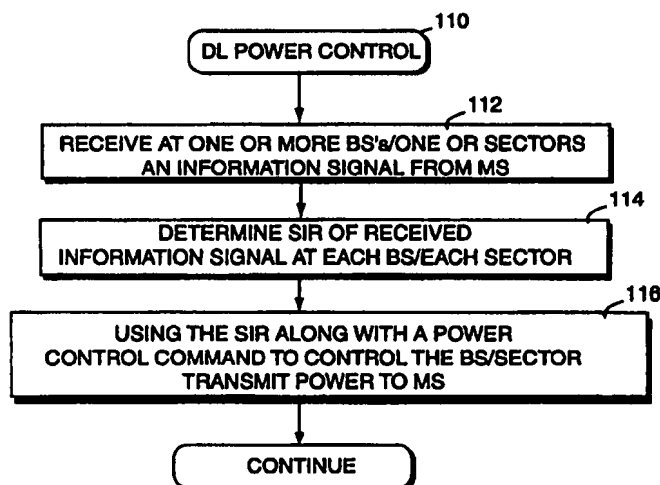 110
DL POWER CONTROL
112
RECEIVE AT ONE OR MORE BS's/ONE OR SECTORS
AN INFORMATION SIGNAL FROM MS
114
DETERMINE SIR OF RECEIVED
INFORMATION SIGNAL AT EACH BS/EACH SECTOR
116
USING THE SIR ALONG WITH A POWER
CONTROL COMMAND TO CONTROL THE BS/SECTOR
TRANSMIT POWER TO MS
CONTINUE